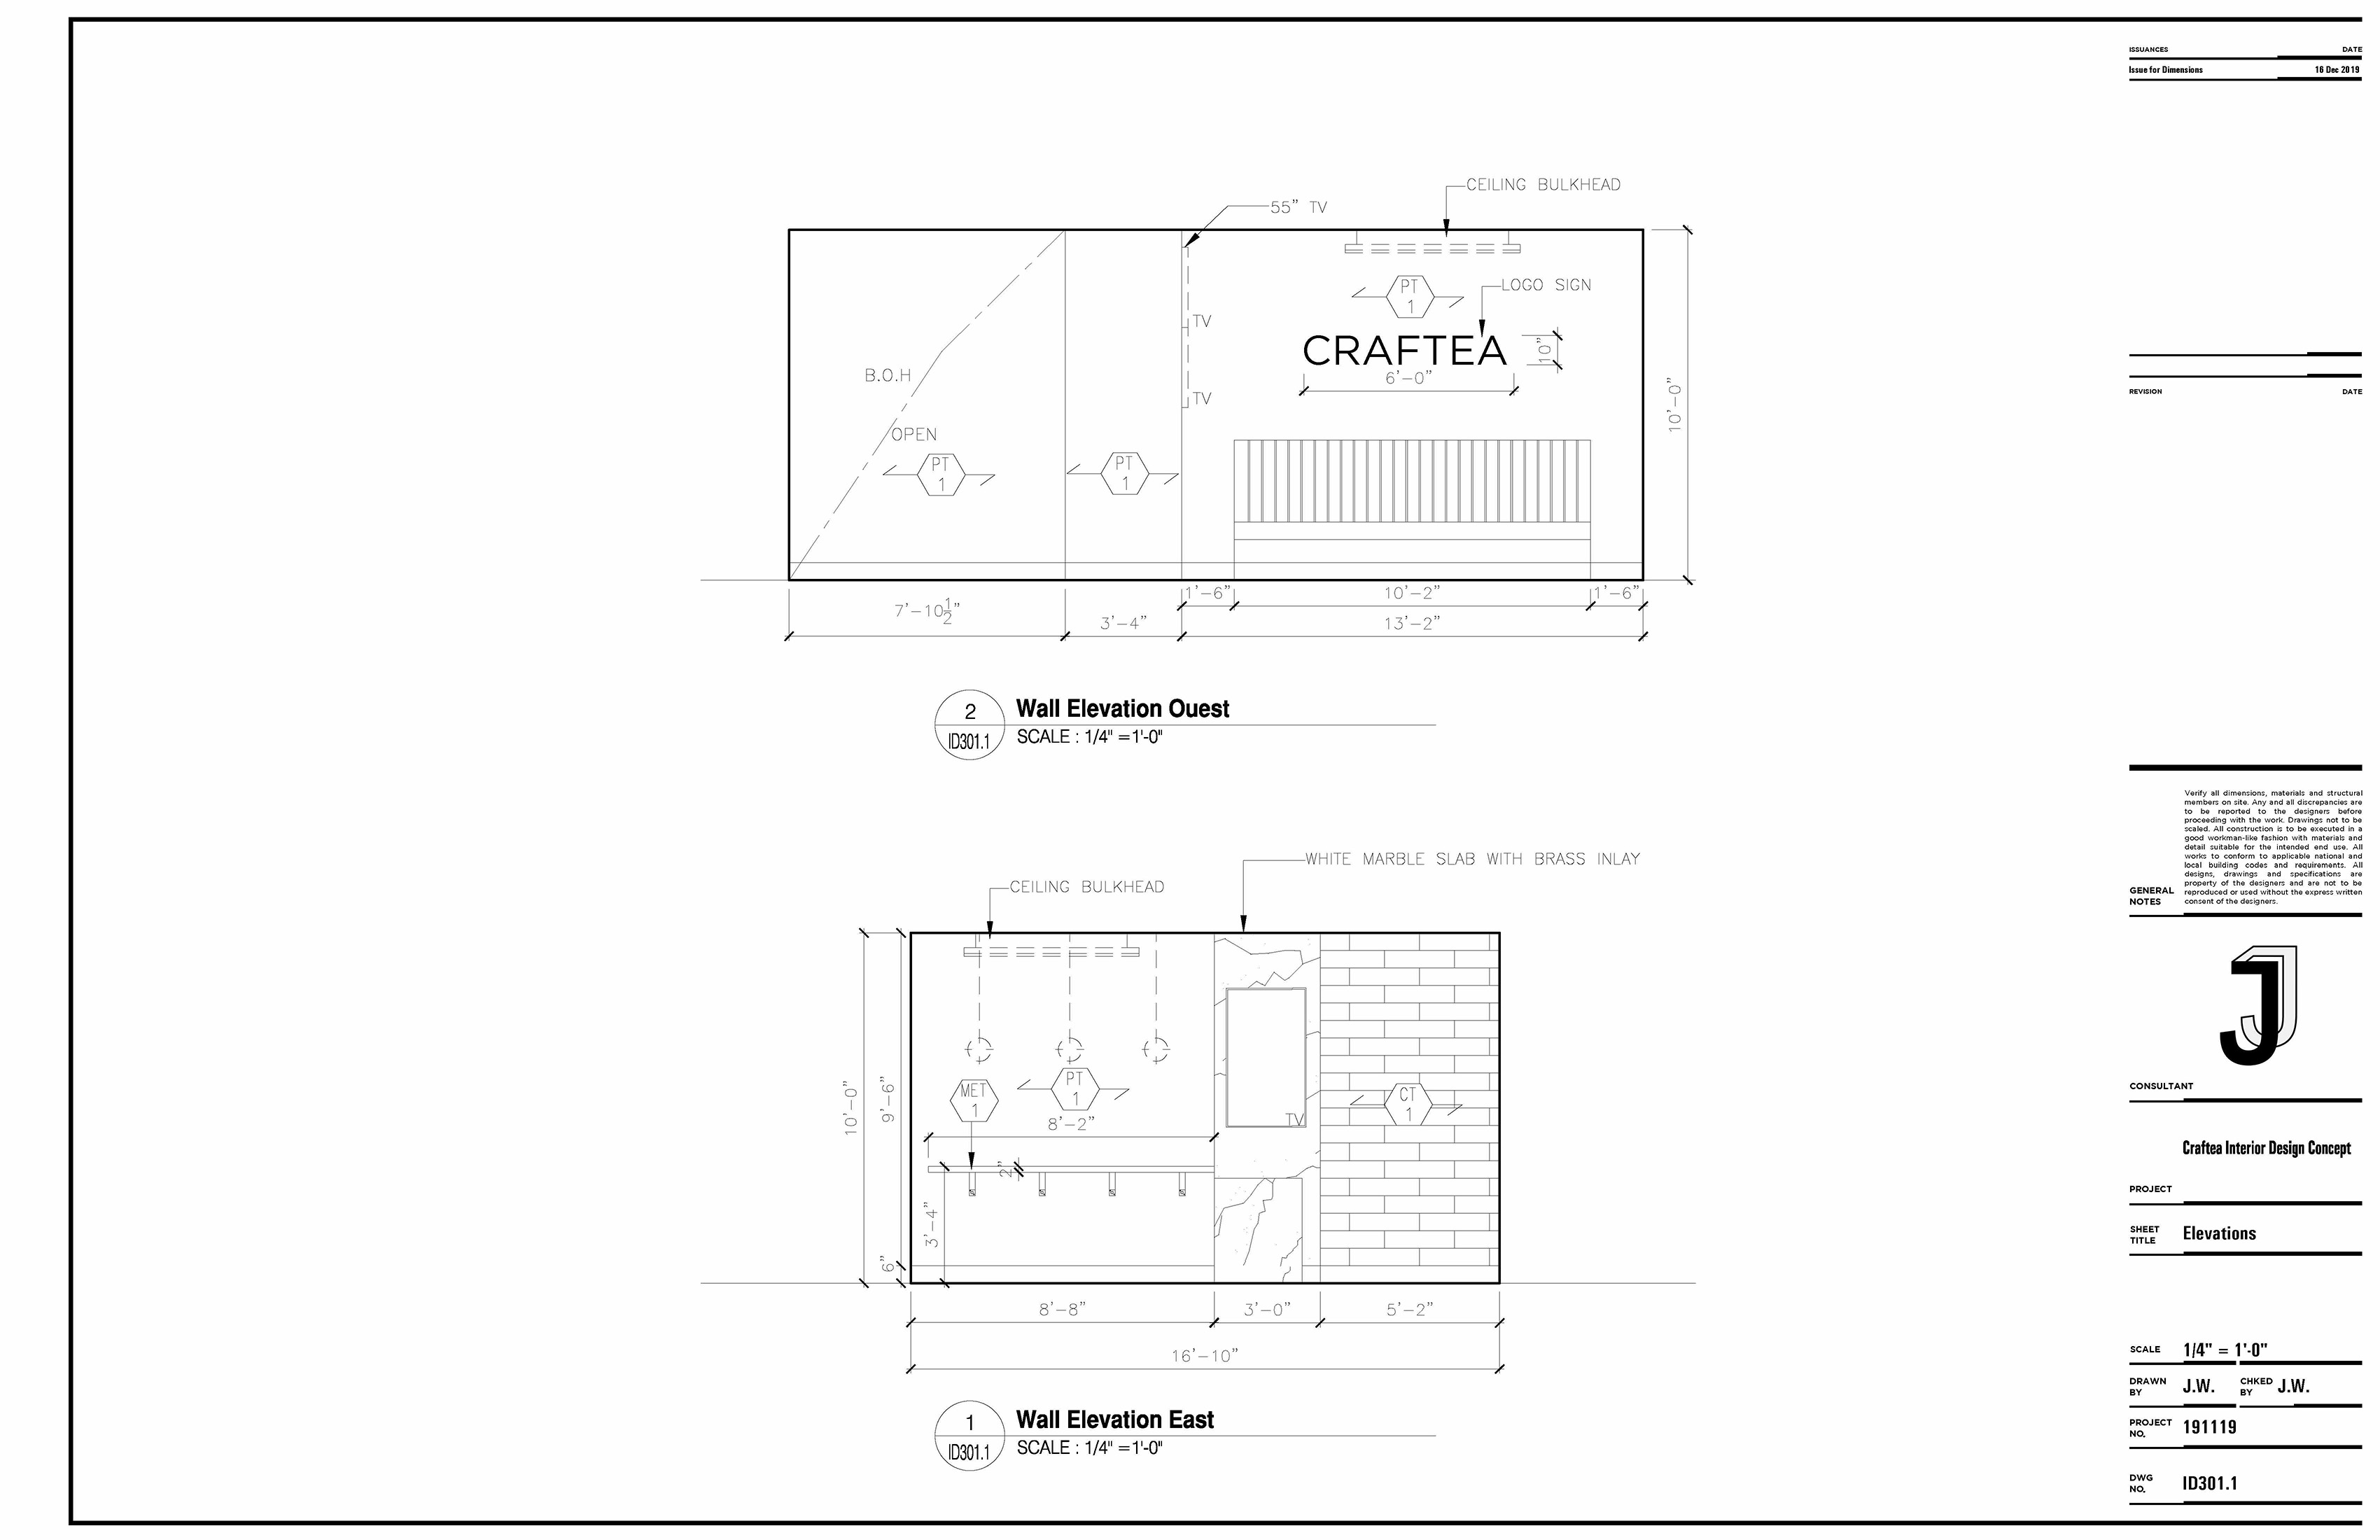 ISSUANCES DATE
Issue for Dimensions 16 Dec 2019
REVISION DATE
CEILING BULKHEAD
55” TV
LOGO SIGN
PT
1
TV
CRAFTEA
10”
6’-0”
TV
B.O.H
OPEN
PT
1
PT
1
10’-0”
1’-6” 10’-2” 1’-6”
7’-10 1/2”
3’-4” 13’-2”
2
ID301.1
Wall Elevation Ouest
SCALE : 1/4" =1'-0"
WHITE MARBLE SLAB WITH BRASS INLAY
CEILING BULKHEAD
MET
1
PT
1
CT
1
TV
8’-2”
10’-0”
9’-6”
2”
3’-4”
6”
8’-8” 3’-0” 5’-2”
16’-10”
1
ID301.1
Wall Elevation East
SCALE : 1/4" =1'-0"
GENERAL
NOTES
Verify all dimensions, materials and structural
members on site. Any and all discrepancies are
to be reported to the designers before
proceeding with the work. Drawings not to be
scaled. All construction is to be executed in a
good workman-like fashion with materials and
detail suitable for the intended end use. All
works to conform to applicable national and
local building codes and requirements. All
designs, drawings and specifications are
property of the designers and are not to be
reproduced or used without the express written
consent of the designers.
JJ
CONSULTANT
Craftea Interior Design Concept
PROJECT
SHEET
TITLE
Elevations
SCALE 1/4" = 1'-0"
DRAWN
BY
J.W.
CHKED
BY
J.W.
PROJECT
NO.
191119
DWG
NO.
ID301.1